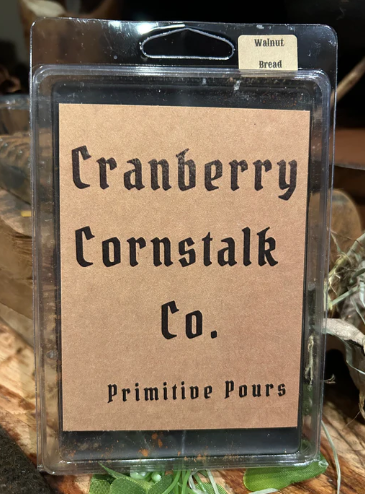 Walnut
Bread
Cranberry
Cornstalk
Co.
Primitive Pours